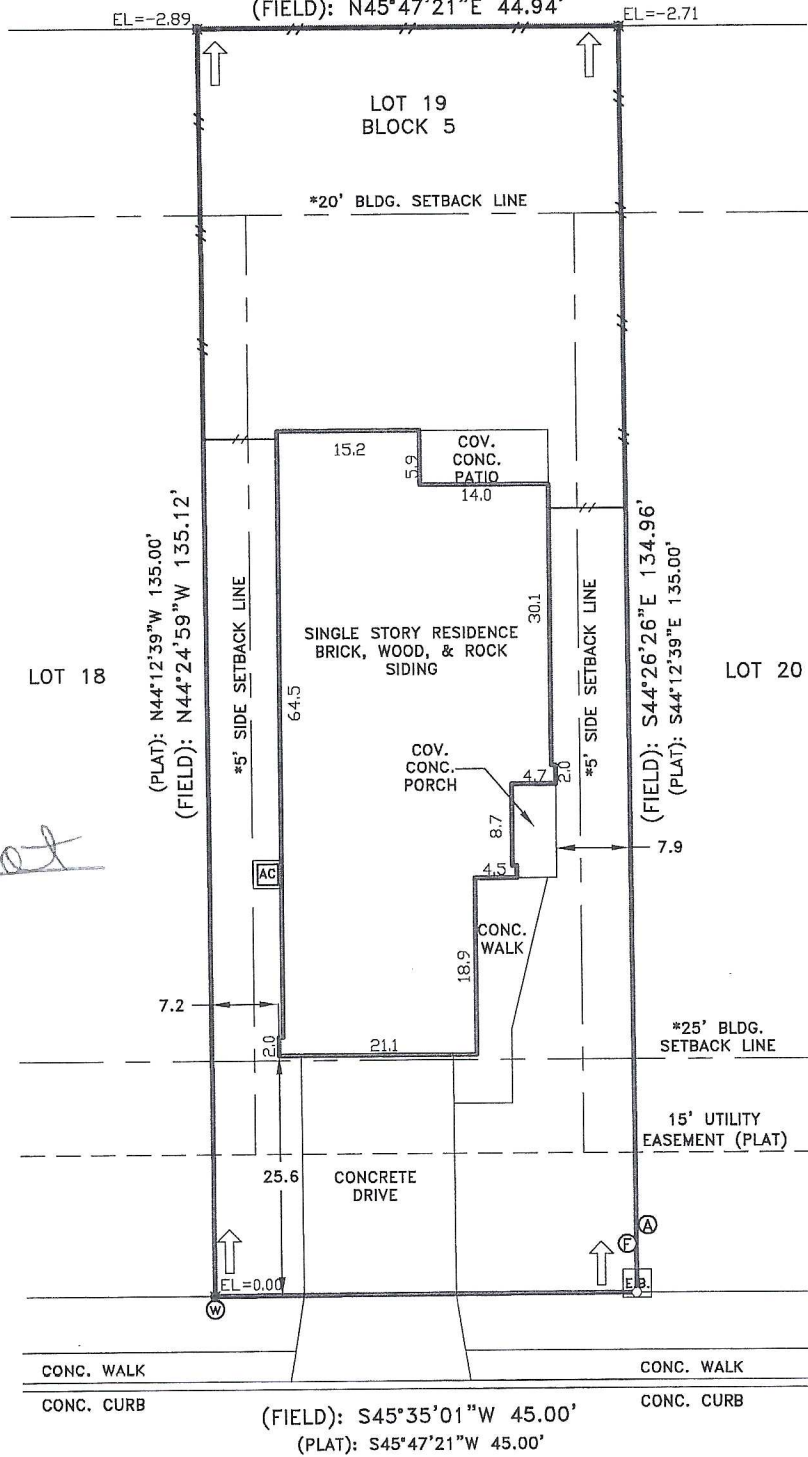 (FIELD): N45°47'21"E 44.94'
EL=-2.89
EL=-2.71
LOT 19
BLOCK 5
*20' BLDG. SETBACK LINE
15.2
5.9
COV.
CONC.
PATIO
14.0
(PLAT): N44°12'39"W 135.00'
(FIELD): N44°24'59"W 135.12'
*5' SIDE SETBACK LINE
64.5
SINGLE STORY RESIDENCE
BRICK, WOOD, & ROCK
SIDING
30.1
*5' SIDE SETBACK LINE
(FIELD): S44°26'26"E 134.96'
(PLAT): S44°12'39"E 135.00'
LOT 18
LOT 20
COV.
CONC.
PORCH
4.7
2.0
8.7
7.9
4.5
AC
CONC.
WALK
18.9
7.2
2.0
21.1
*25' BLDG.
SETBACK LINE
15' UTILITY
EASEMENT (PLAT)
25.6
CONCRETE
DRIVE
A
F
E.B.
EL=0.00
W
CONC. WALK
CONC. WALK
CONC. CURB
CONC. CURB
(FIELD): S45°35'01"W 45.00'
(PLAT): S45°47'21"W 45.00'